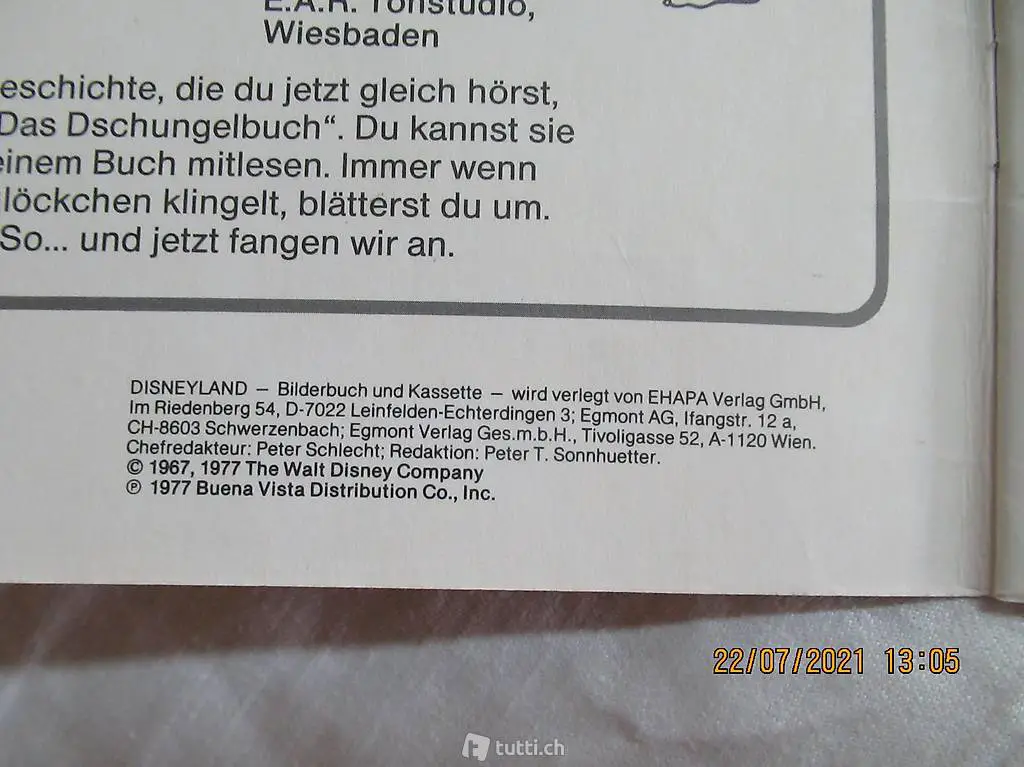 E.A.R. Tonstudio,
Wiesbaden
eschichte, die du jetzt gleich hörst,
Das Dschungelbuch“. Du kannst sie
einem Buch mitlesen. Immer wenn
löckchen klingelt, blätterst du um.
So... und jetzt fangen wir an.
DISNEYLAND – Bilderbuch und Kassette – wird verlegt von EHAPA Verlag GmbH,
Im Riedenberg 54, D-7022 Leinfelden-Echterdingen 3; Egmont AG, Ifangstr. 12 a,
CH-8603 Schwerzenbach; Egmont Verlag Ges.m.b.H., Tivoligasse 52, A-1120 Wien.
Chefredakteur: Peter Schlecht; Redaktion: Peter T. Sonnhuetter.
© 1967, 1977 The Walt Disney Company
℗ 1977 Buena Vista Distribution Co., Inc.
22/07/2021 13:05
tutti.ch